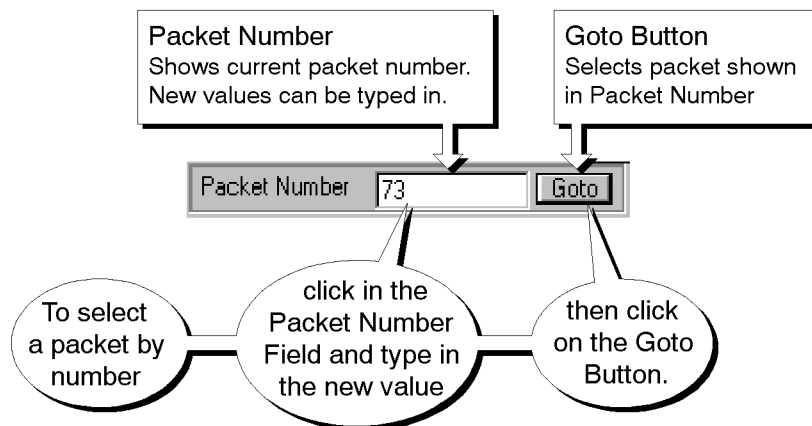 Packet Number
Shows current packet number.
New values can be typed in.
Goto Button
Selects packet shown
in Packet Number
Packet Number 73 Goto
To select
a packet by
number
click in the
Packet Number
Field and type in
the new value
then click
on the Goto
Button.